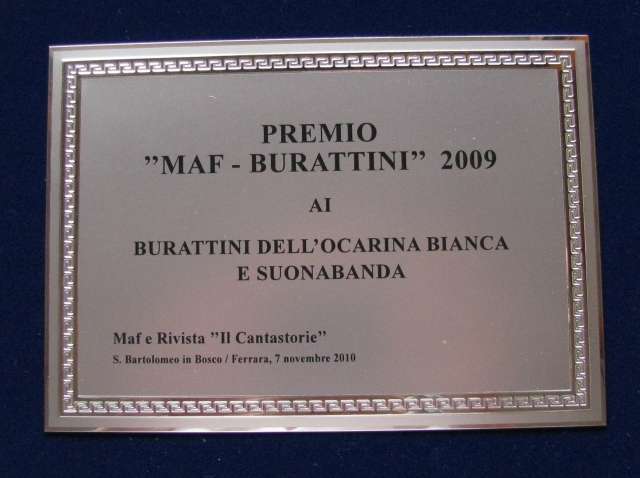 PREMIO
”MAF - BURATTINI” 2009
AI
BURATTINI DELL’OCARINA BIANCA
E SUONABANDA
Maf e Rivista ”Il Cantastorie”
S. Bartolomeo in Bosco / Ferrara, 7 novembre 2010